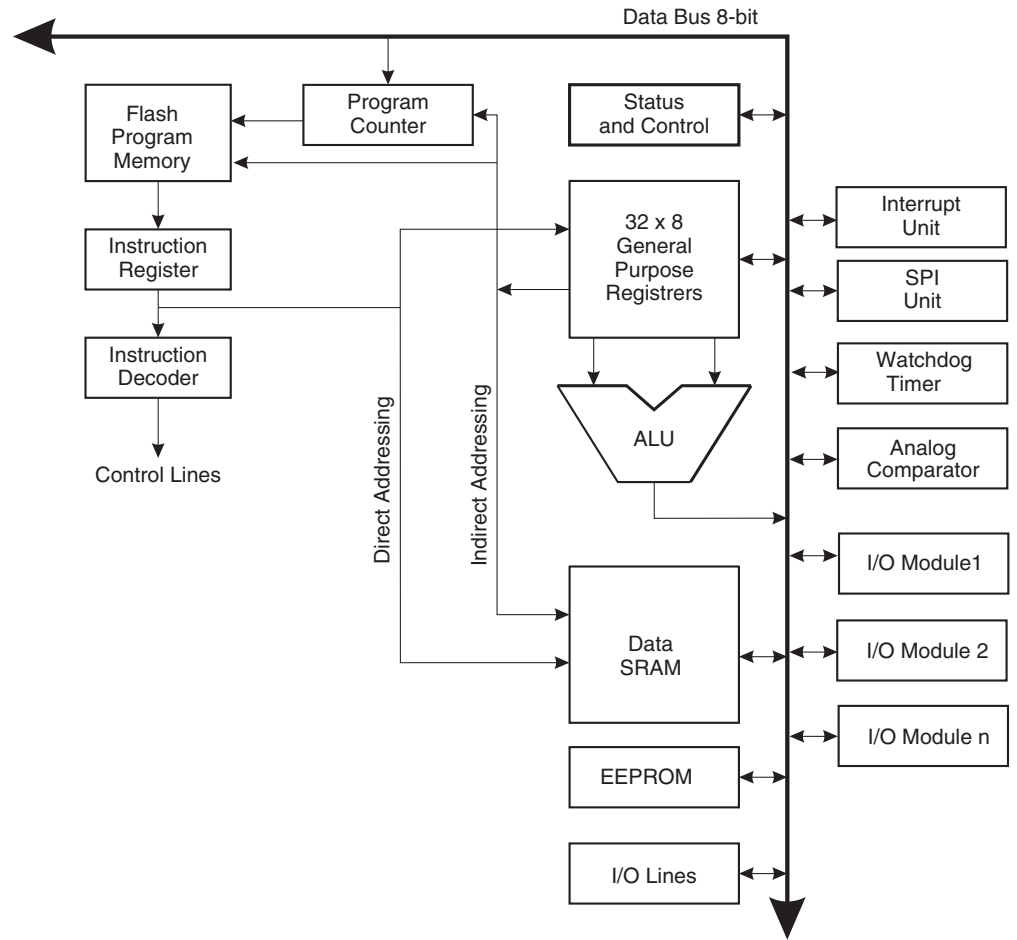 Data Bus 8-bit
Flash
Program
Memory
Program
Counter
Status
and Control
Interrupt
Unit
32 x 8
General
Purpose
Registrers
Instruction
Register
SPI
Unit
Instruction
Decoder
Watchdog
Timer
Direct Addressing
Indirect Addressing
ALU
Analog
Comparator
Control Lines
I/O Module1
Data
SRAM
I/O Module 2
I/O Module n
EEPROM
I/O Lines